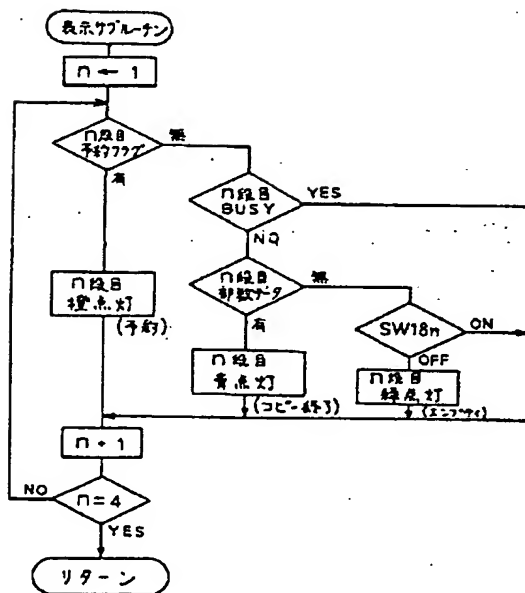 表示サブルーチン
n ← 1
n段目
予約フラグ
無
有
n段目
BUSY
YES
NO
n段目
部数データ
無
有
SW18n
ON
OFF
n段目
橙点灯
(予約)
n段目
青点灯
(コピー終了)
n段目
緑点灯
(エンプティ)
n + 1
n=4
NO
YES
リターン